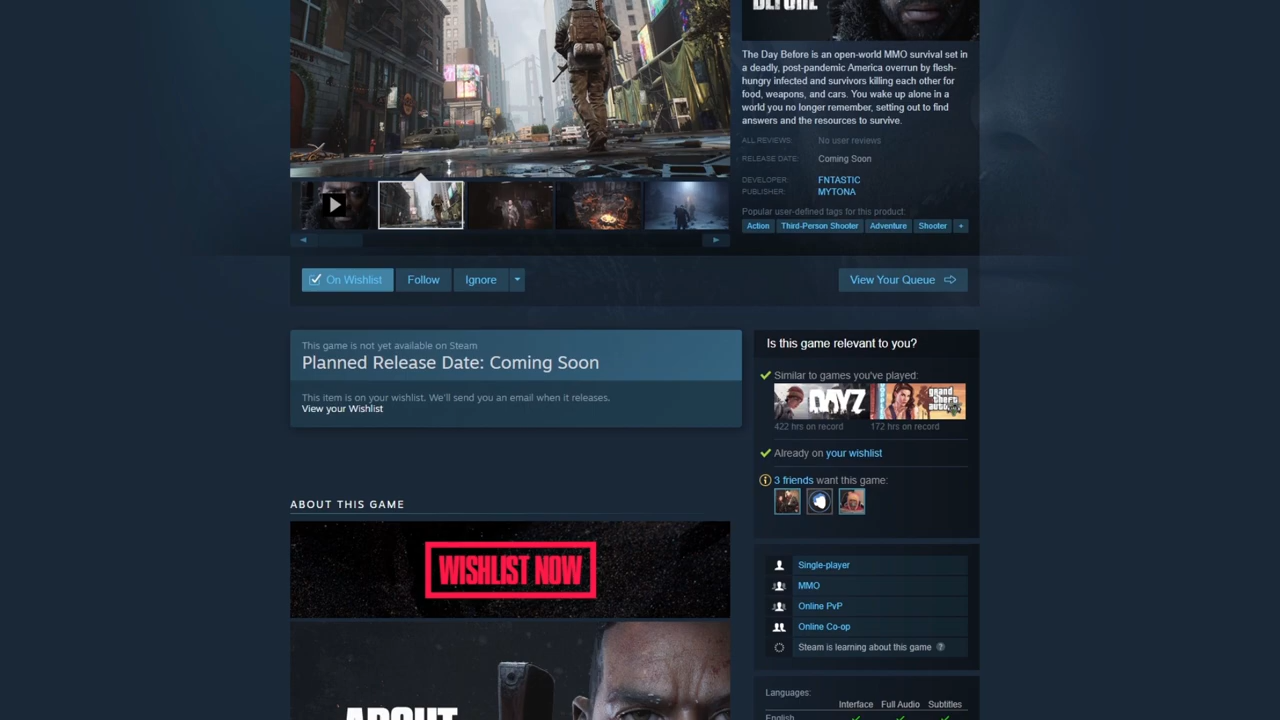 BEFORE
The Day Before is an open-world MMO survival set in
a deadly, post-pandemic America overrun by flesh-
hungry infected and survivors killing each other for
food, weapons, and cars. You wake up alone in a
world you no longer remember, setting out to find
answers and the resources to survive.
ALL REVIEWS: No user reviews
RELEASE DATE: Coming Soon
DEVELOPER: FNTASTIC
PUBLISHER: MYTONA
Popular user-defined tags for this product:
Action Third-Person Shooter Adventure Shooter +
On Wishlist Follow Ignore View Your Queue
This game is not yet available on Steam
Planned Release Date: Coming Soon
This item is on your wishlist. We'll send you an email when it releases.
View your Wishlist
ABOUT THIS GAME
WISHLIST NOW
ABOUT
Is this game relevant to you?
Similar to games you've played:
DAYZ grand theft auto V
422 hrs on record 172 hrs on record
Already on your wishlist
3 friends want this game:
Single-player
MMO
Online PvP
Online Co-op
Steam is learning about this game ?
Languages:
Interface Full Audio Subtitles
English